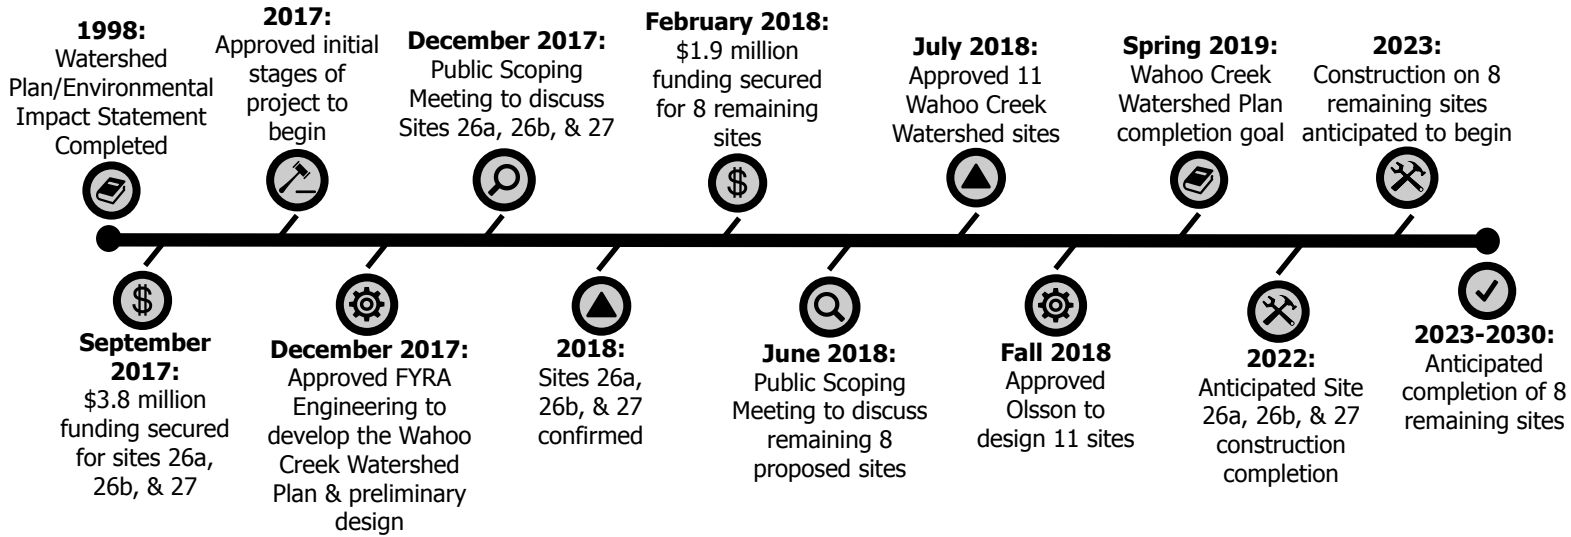 1998:
Watershed
Plan/Environmental
Impact Statement
Completed
2017:
Approved initial
stages of
project to
begin
December 2017:
Public Scoping
Meeting to discuss
Sites 26a, 26b, & 27
February 2018:
$1.9 million
funding secured
for 8 remaining
sites
July 2018:
Approved 11
Wahoo Creek
Watershed sites
Spring 2019:
Wahoo Creek
Watershed Plan
completion goal
2023:
Construction on 8
remaining sites
anticipated to begin
$
$
September
2017:
$3.8 million
funding secured
for sites 26a,
26b, & 27
December 2017:
Approved FYRA
Engineering to
develop the Wahoo
Creek Watershed
Plan & preliminary
design
2018:
Sites 26a,
26b, & 27
confirmed
June 2018:
Public Scoping
Meeting to discuss
remaining 8
proposed sites
Fall 2018
Approved
Olsson to
design 11 sites
2022:
Anticipated Site
26a, 26b, & 27
construction
completion
2023-2030:
Anticipated
completion of 8
remaining sites